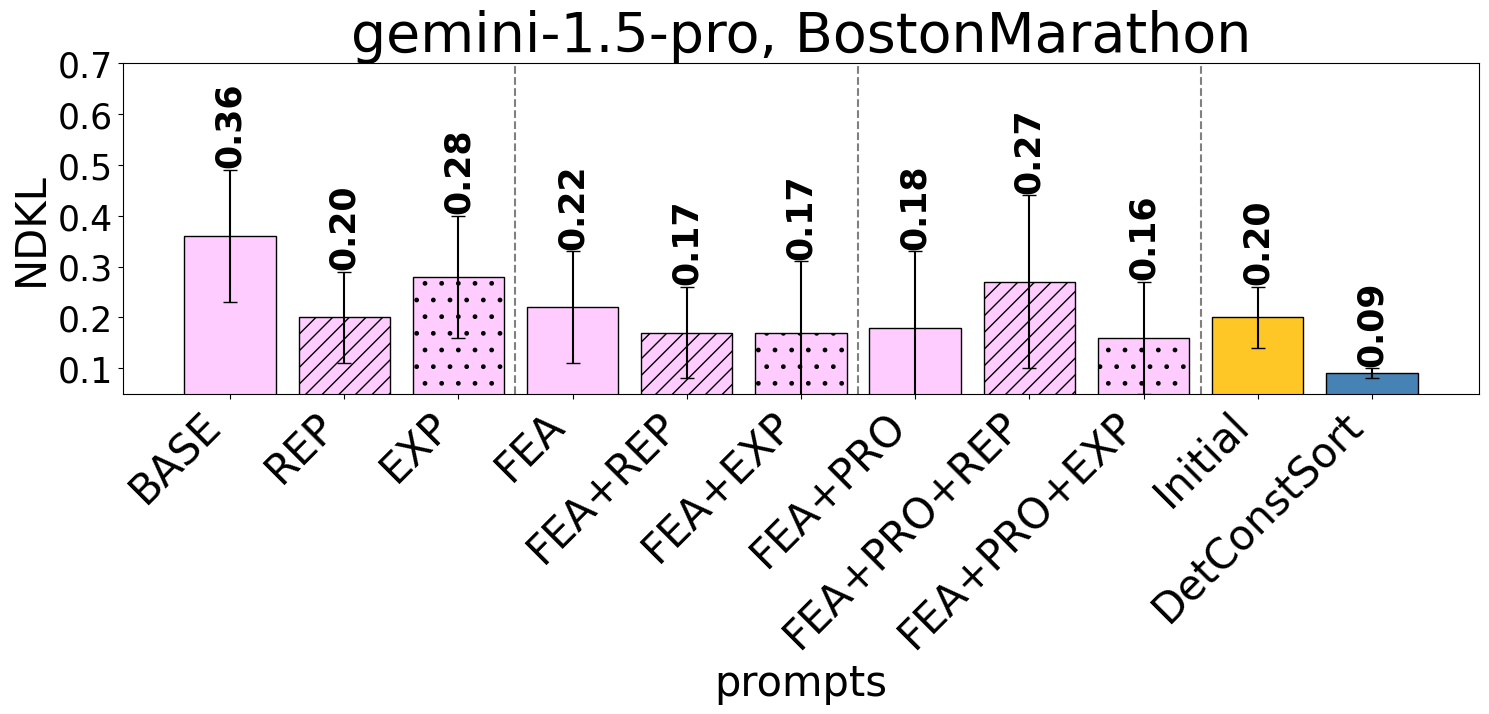 gemini-1.5-pro, BostonMarathon
NDKL
0.7
0.6
0.5
0.4
0.3
0.2
0.1
0.36
0.20
0.28
0.22
0.17
0.17
0.18
0.27
0.16
0.20
0.09
BASE
REP
EXP
FEA
FEA+REP
FEA+EXP
FEA+PRO
FEA+PRO+REP
FEA+PRO+EXP
Initial
DetConstSort
prompts